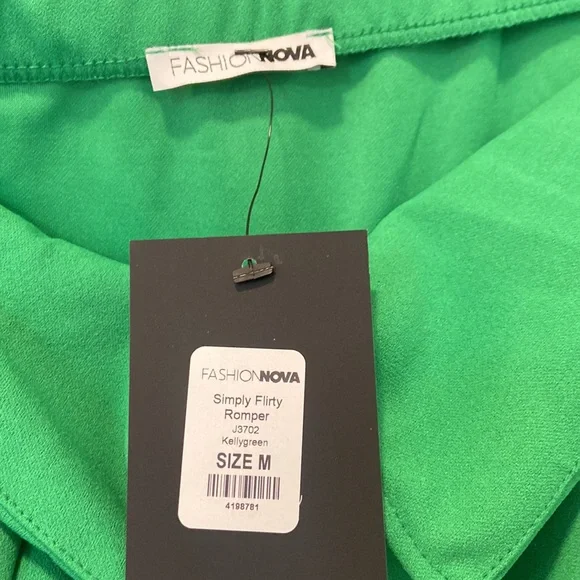 FASHIONNOVA
FASHIONNOVA
Simply Flirty
Romper
J3702
Kellygreen
SIZE M
4198781